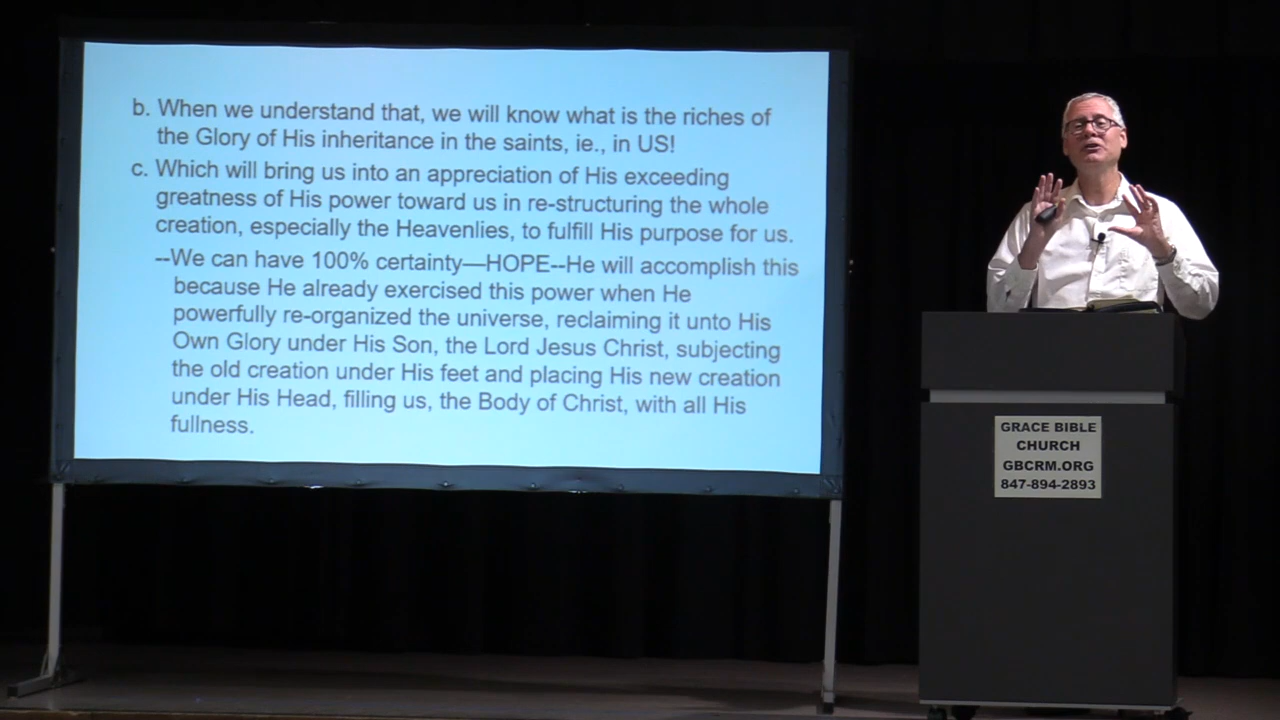 b. When we understand that, we will know what is the riches of
the Glory of His inheritance in the saints, ie., in US!
c. Which will bring us into an appreciation of His exceeding
greatness of His power toward us in re-structuring the whole
creation, especially the Heavenlies, to fulfill His purpose for us.
--We can have 100% certainty—HOPE--He will accomplish this
because He already exercised this power when He
powerfully re-organized the universe, reclaiming it unto His
Own Glory under His Son, the Lord Jesus Christ, subjecting
the old creation under His feet and placing His new creation
under His Head, filling us, the Body of Christ, with all His
fullness.
GRACE BIBLE
CHURCH
GBCRM.ORG
847-894-2893